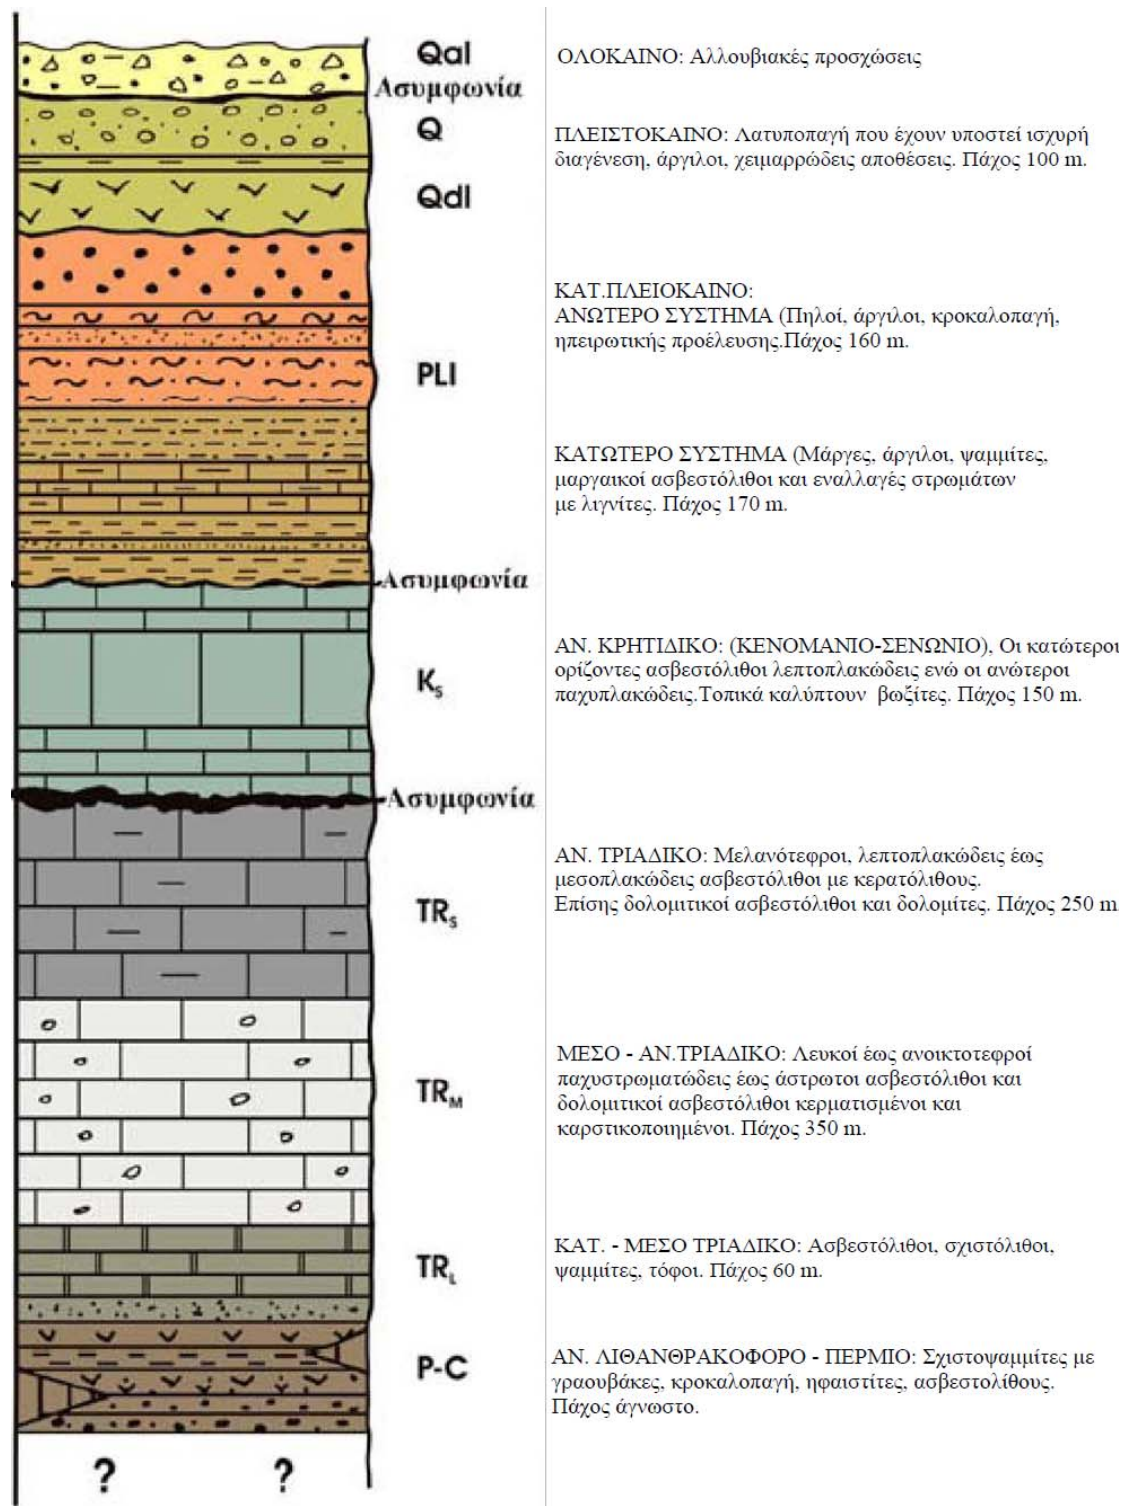 Qal
Ασυμφωνία
ΟΛΟΚΑΙΝΟ: Αλλουβιακές προσχώσεις
Q
ΠΛΕΙΣΤΟΚΑΙΝΟ: Λατυποπαγή που έχουν υποστεί ισχυρή
διαγένεση, άργιλοι, χειμαρρώδεις αποθέσεις. Πάχος 100 m.
Qdl
ΚΑΤ.ΠΛΕΙΟΚΑΙΝΟ:
ΑΝΩΤΕΡΟ ΣΥΣΤΗΜΑ (Πηλοί, άργιλοι, κροκαλοπαγή,
ηπειρωτικής προέλευσης.Πάχος 160 m.
PLI
ΚΑΤΩΤΕΡΟ ΣΥΣΤΗΜΑ (Μάργες, άργιλοι, ψαμμίτες,
μαργαικοί ασβεστόλιθοι και εναλλαγές στρωμάτων
με λιγνίτες. Πάχος 170 m.
Ασυμφωνία
ΑΝ. ΚΡΗΤΙΔΙΚΟ: (ΚΕΝΟΜΑΝΙΟ-ΣΕΝΩΝΙΟ), Οι κατώτεροι
ορίζοντες ασβεστόλιθοι λεπτοπλακώδεις ενώ οι ανώτεροι
παχυπλακώδεις.Τοπικά καλύπτουν βωξίτες. Πάχος 150 m.
Ks
Ασυμφωνία
ΑΝ. ΤΡΙΑΔΙΚΟ: Μελανότεφροι, λεπτοπλακώδεις έως
μεσοπλακώδεις ασβεστόλιθοι με κερατόλιθους.
Επίσης δολομιτικοί ασβεστόλιθοι και δολομίτες. Πάχος 250 m
TRs
ΜΕΣΟ - ΑΝ.ΤΡΙΑΔΙΚΟ: Λευκοί έως ανοικτοτεφροί
παχυστρωματώδεις έως άστρωτοι ασβεστόλιθοι και
δολομιτικοί ασβεστόλιθοι κερματισμένοι και
καρστικοποιημένοι. Πάχος 350 m.
TRM
ΚΑΤ. - ΜΕΣΟ ΤΡΙΑΔΙΚΟ: Ασβεστόλιθοι, σχιστόλιθοι,
ψαμμίτες, τόφοι. Πάχος 60 m.
TRL
ΑΝ. ΛΙΘΑΝΘΡΑΚΟΦΟΡΟ - ΠΕΡΜΙΟ: Σχιστοψαμμίτες με
γραουβάκες, κροκαλοπαγή, ηφαιστίτες, ασβεστολίθους.
Πάχος άγνωστο.
P-C
? ?